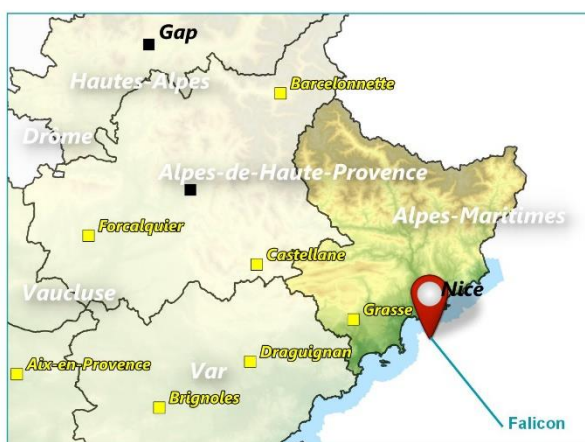 Gap
Hautes-Alpes
Barcelonnette
Drôme
Alpes-de-Haute-Provence
Alpes-Maritimes
Forcalquier
Castellane
Vaucluse
Nice
Grasse
Aix-en-Provence
Draguignan
Var
Brignoles
Falicon